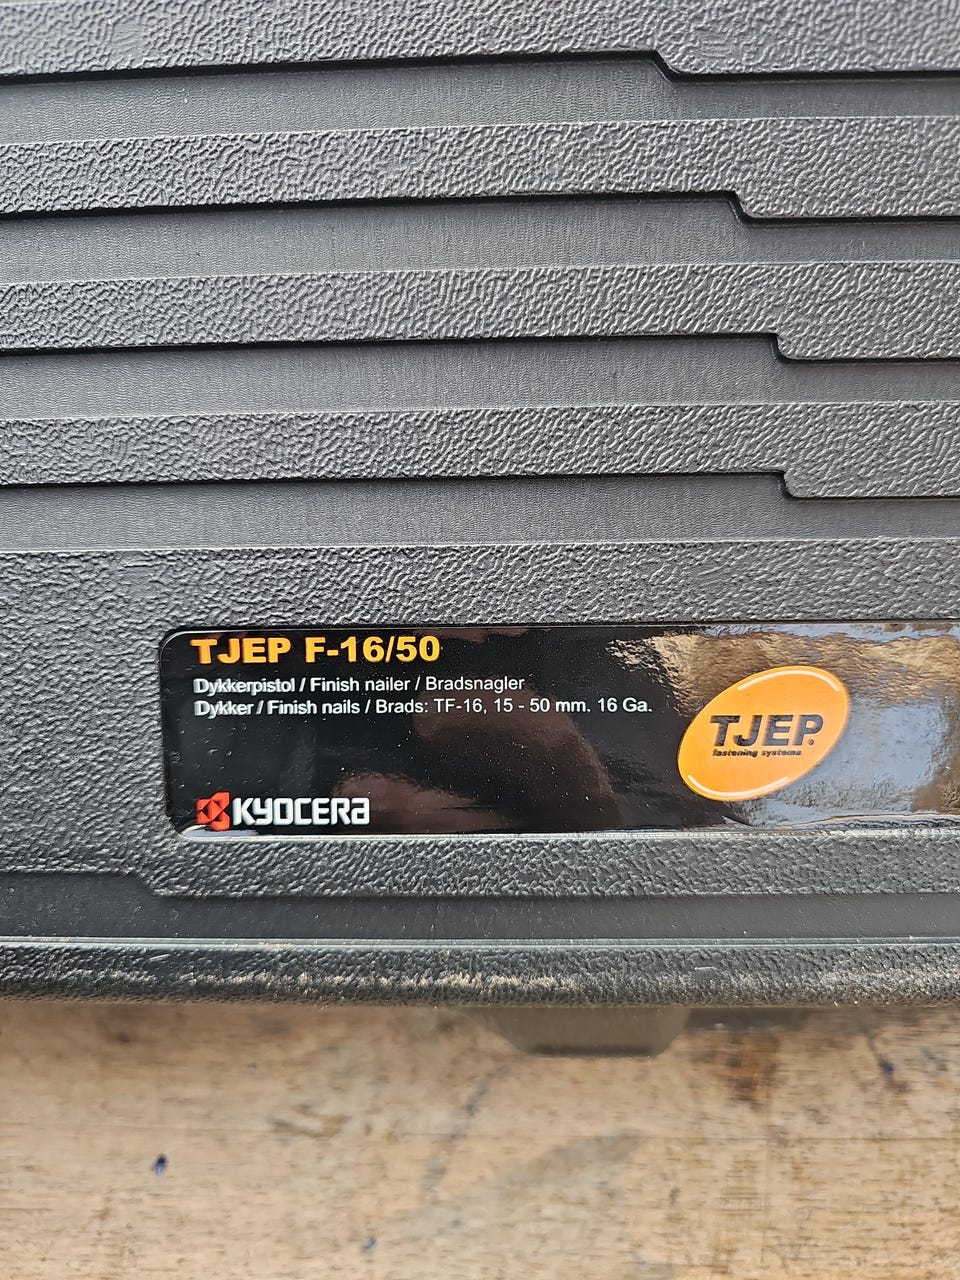 TJEP F-16/50
Dykkerpistol / Finish nailer / Bradsnagler
Dykker / Finish nails / Brads: TF-16, 15 - 50 mm. 16 Ga.
TJEP®
fastening systems
KYOCERA